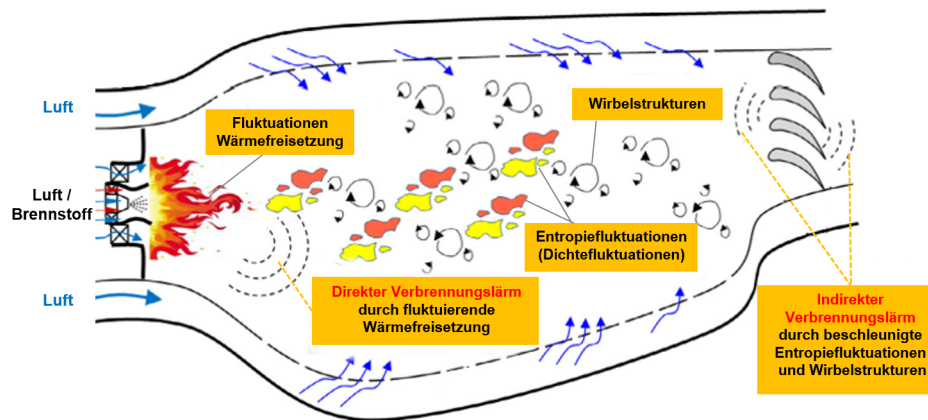 Luft
Fluktuationen
Wärmefreisetzung
Wirbelstrukturen
Luft /
Brennstoff
Entropiefluktuationen
(Dichtefluktuationen)
Luft
Direkter Verbrennungslärm
durch fluktuierende
Wärmefreisetzung
Indirekter
Verbrennungslärm
durch beschleunigte
Entropiefluktuationen
und Wirbelstrukturen